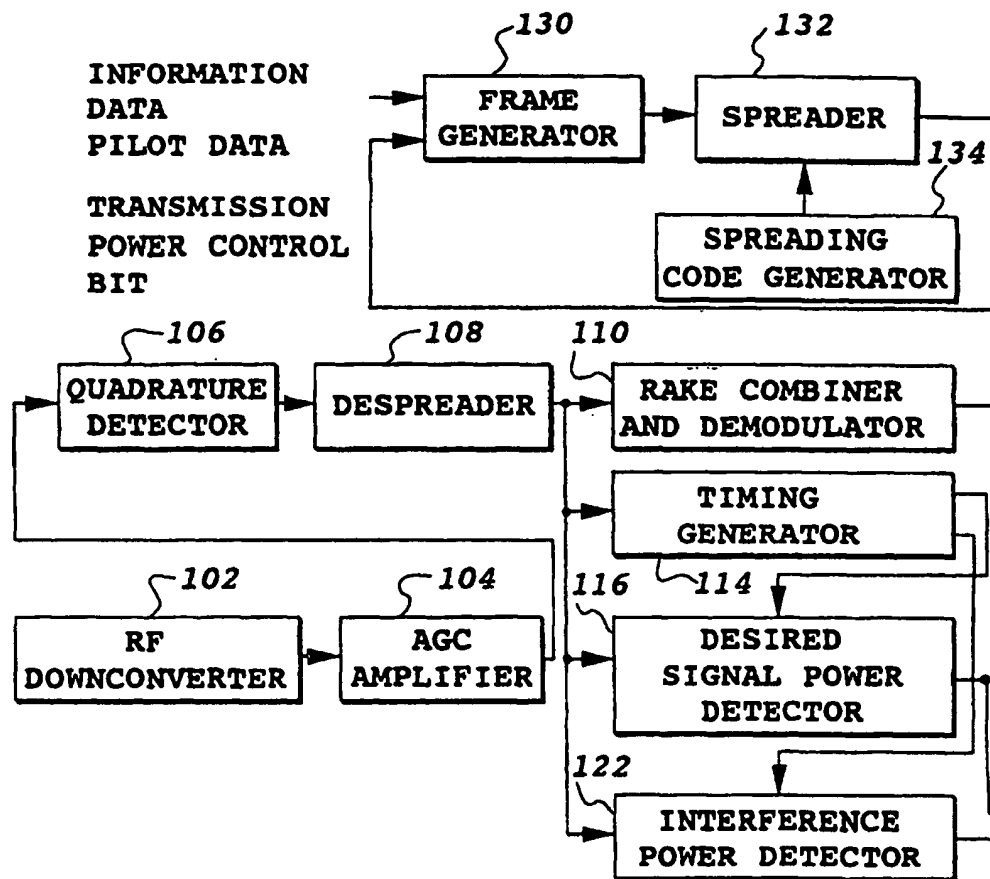 130
132
INFORMATION
DATA
PILOT DATA
FRAME
GENERATOR
SPREADER
134
TRANSMISSION
POWER CONTROL
BIT
SPREADING
CODE GENERATOR
106
108
110
QUADRATURE
DETECTOR
DESPREADER
RAKE COMBINER
AND DEMODULATOR
TIMING
GENERATOR
102
104
116
114
RF
DOWNCONVERTER
AGC
AMPLIFIER
DESIRED
SIGNAL POWER
DETECTOR
122
INTERFERENCE
POWER DETECTOR